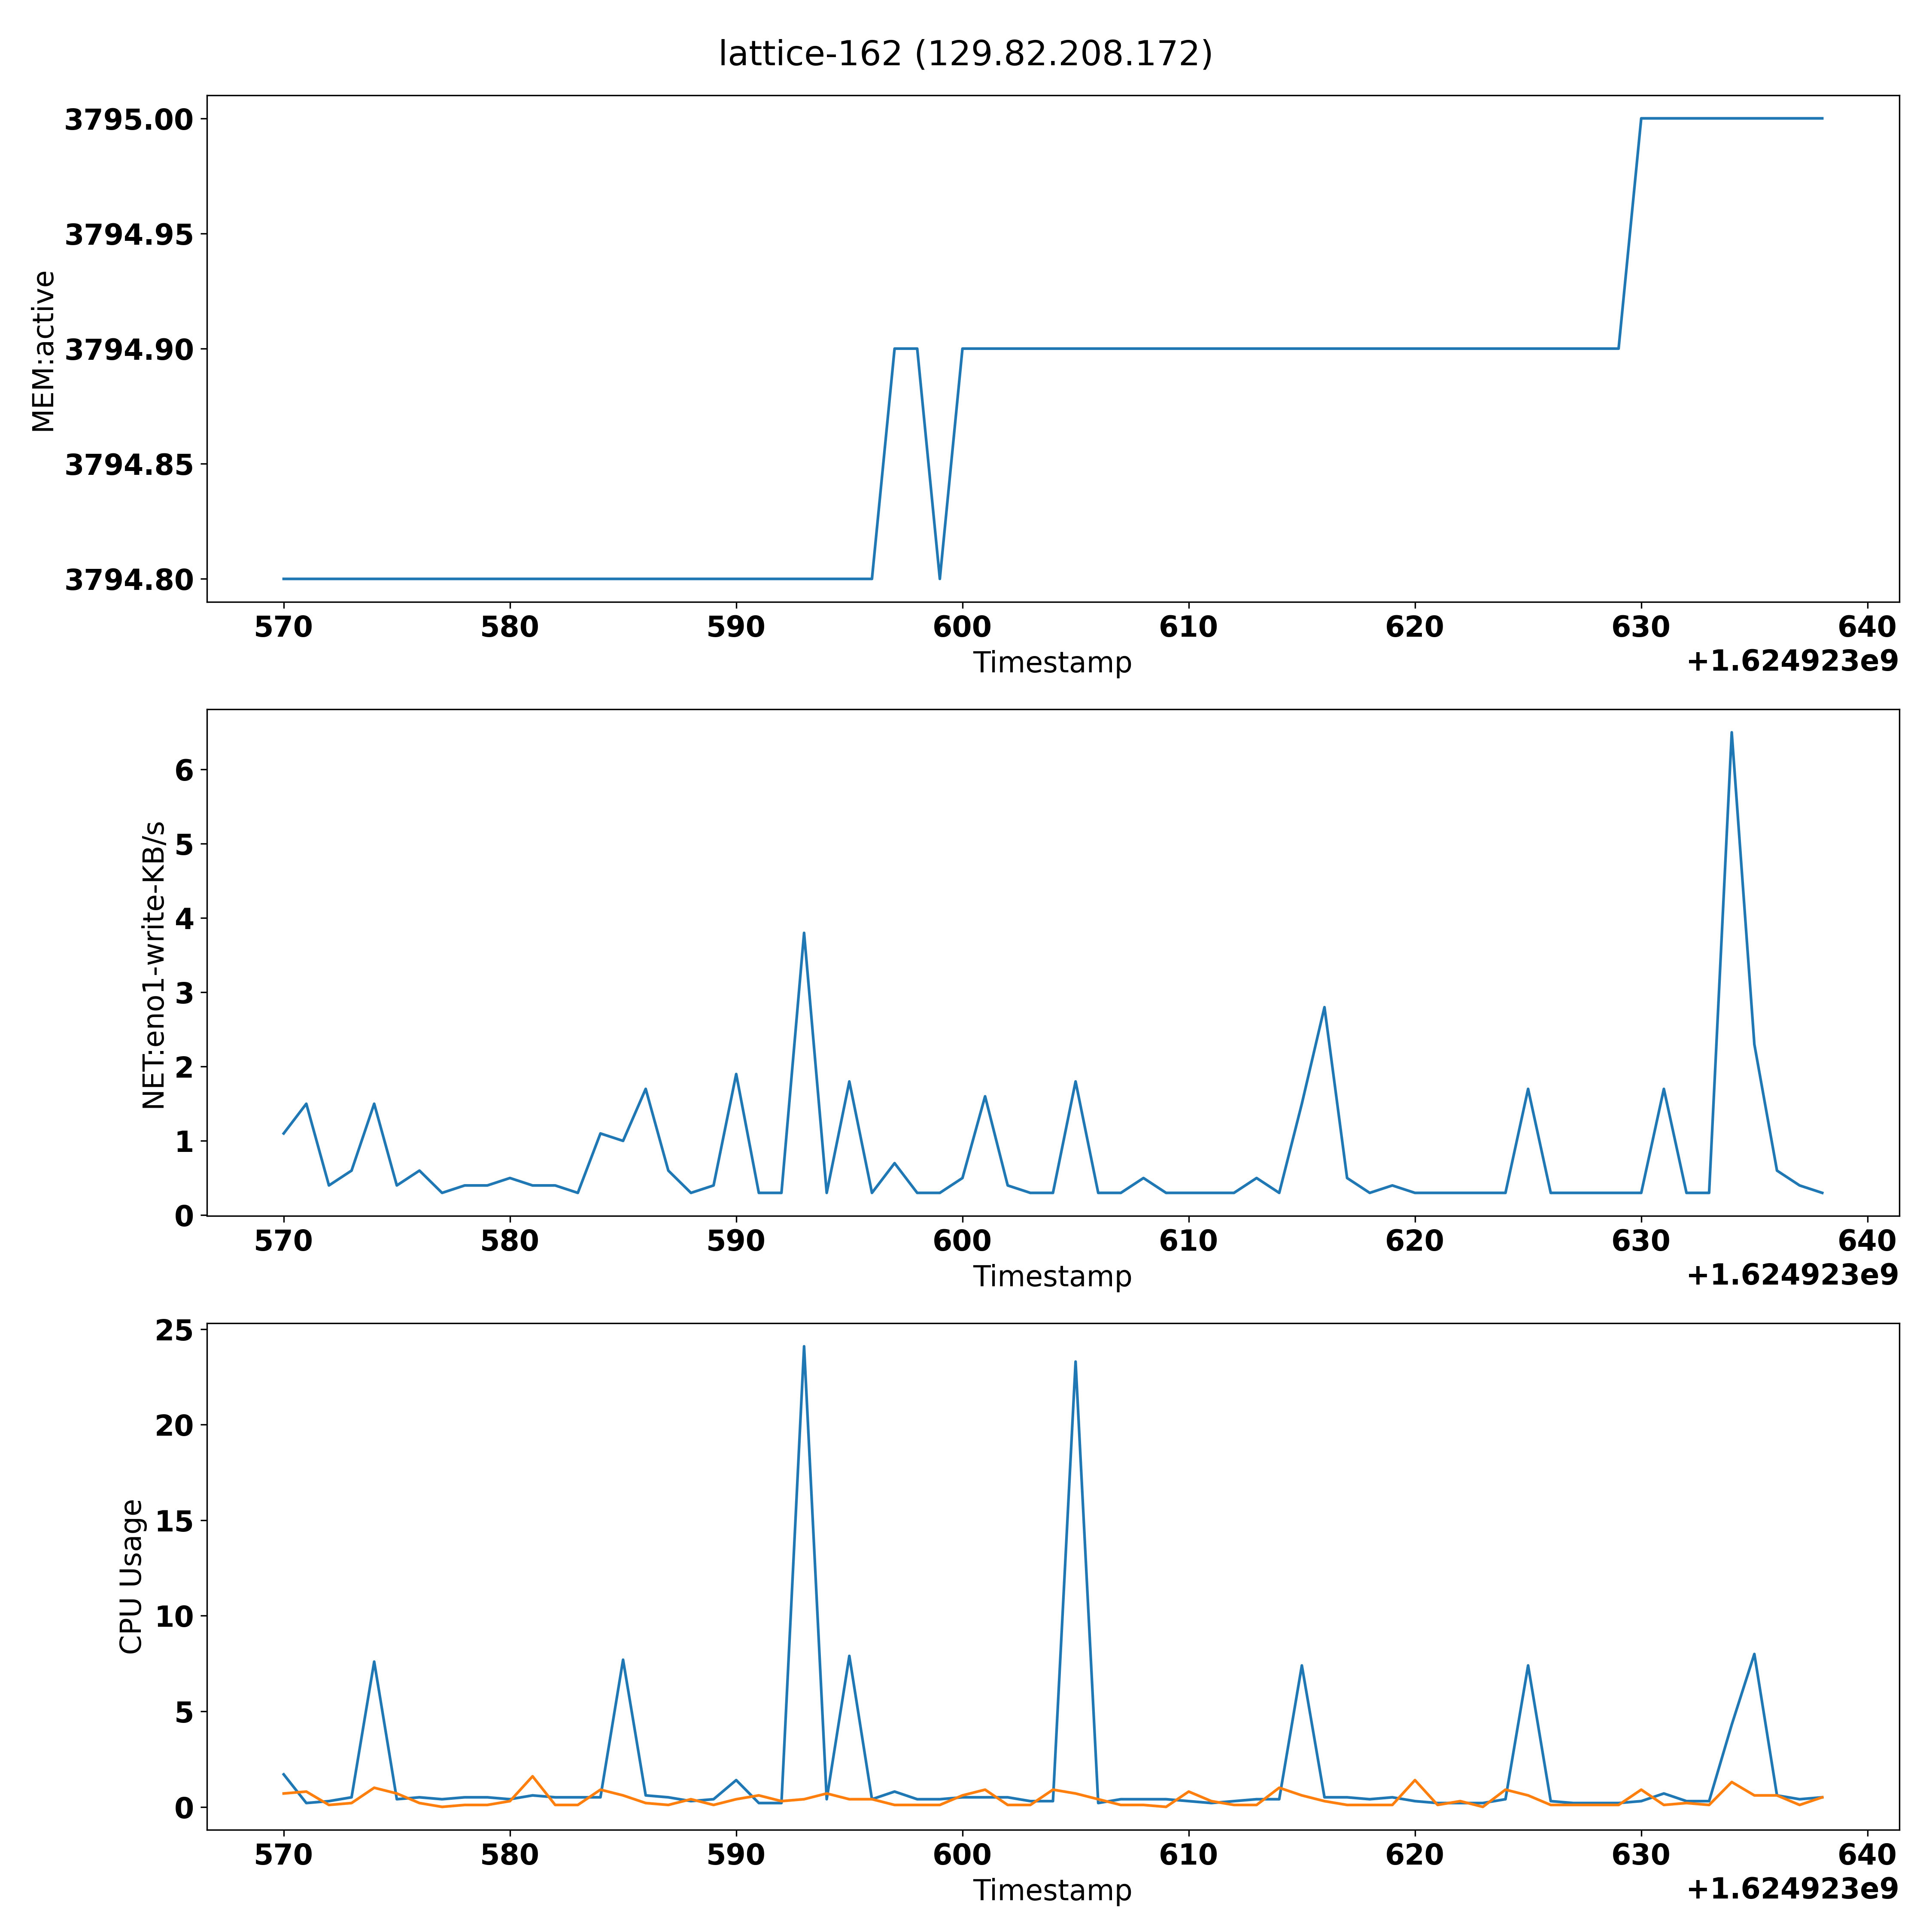 lattice-162 (129.82.208.172)
3795.00
3794.95
3794.90
3794.85
3794.80
MEM:active
570 580 590 600 610 620 630 640
Timestamp
+1.624923e9
6
5
4
3
2
1
0
NET:eno1-write-KB/s
570 580 590 600 610 620 630 640
Timestamp
+1.624923e9
25
20
15
10
5
0
CPU Usage
570 580 590 600 610 620 630 640
Timestamp
+1.624923e9